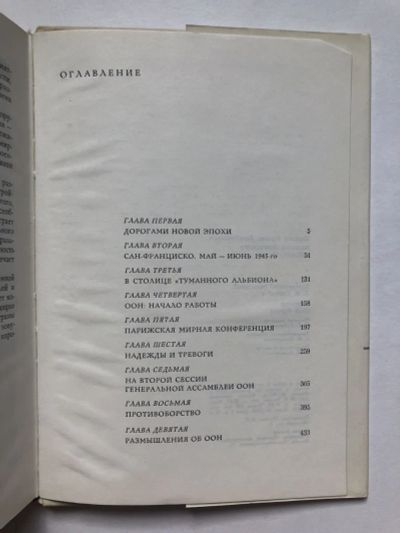 ОГЛАВЛЕНИЕ
ГЛАВА ПЕРВАЯ
ДОРОГАМИ НОВОЙ ЭПОХИ 5
ГЛАВА ВТОРАЯ
САН-ФРАНЦИСКО. МАЙ — ИЮНЬ 1945-го 51
ГЛАВА ТРЕТЬЯ
В СТОЛИЦЕ «ТУМАННОГО АЛЬБИОНА» 131
ГЛАВА ЧЕТВЕРТАЯ
ООН: НАЧАЛО РАБОТЫ 158
ГЛАВА ПЯТАЯ
ПАРИЖСКАЯ МИРНАЯ КОНФЕРЕНЦИЯ 197
ГЛАВА ШЕСТАЯ
НАДЕЖДЫ И ТРЕВОГИ 259
ГЛАВА СЕДЬМАЯ
НА ВТОРОЙ СЕССИИ
ГЕНЕРАЛЬНОЙ АССАМБЛЕИ ООН 305
ГЛАВА ВОСЬМАЯ
ПРОТИВОБОРСТВО 395
ГЛАВА ДЕВЯТАЯ
РАЗМЫШЛЕНИЯ ОБ ООН 431